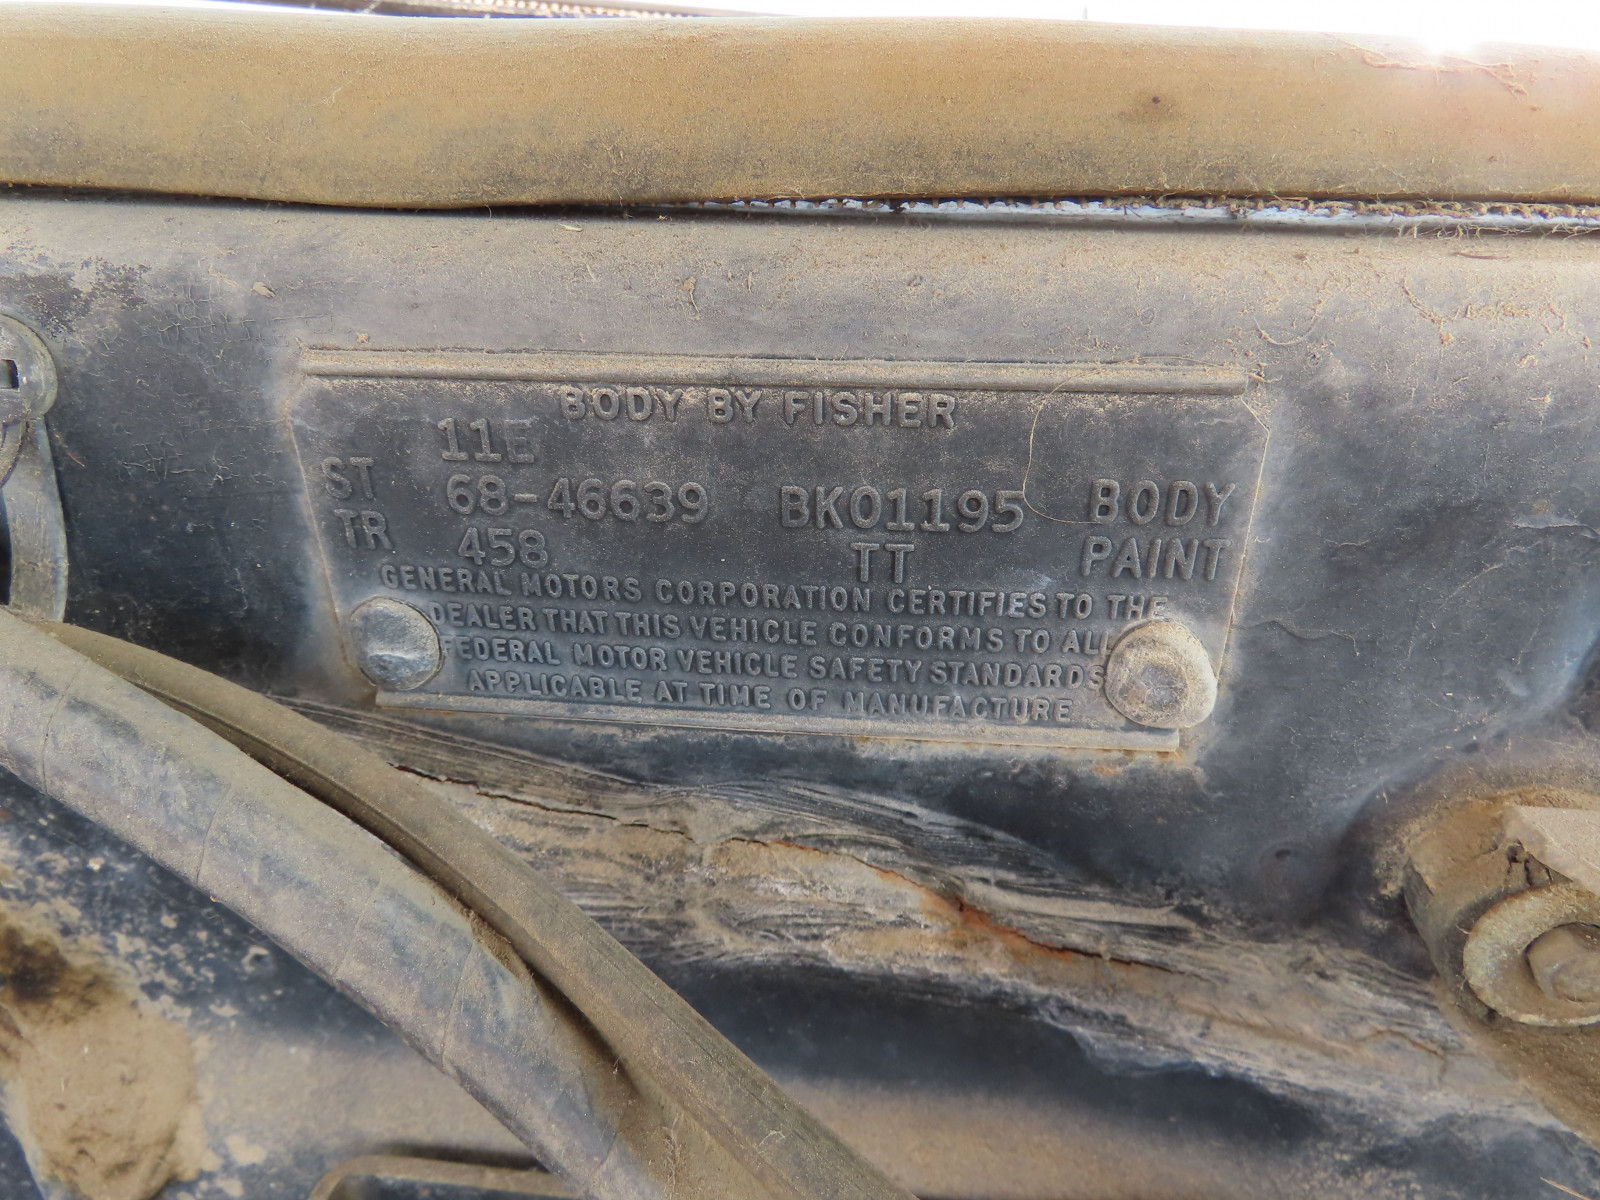 BODY BY FISHER
11E
ST 68-46639 BK01195 BODY
TR 458 TT PAINT
GENERAL MOTORS CORPORATION CERTIFIES TO THE
DEALER THAT THIS VEHICLE CONFORMS TO ALL
FEDERAL MOTOR VEHICLE SAFETY STANDARDS
APPLICABLE AT TIME OF MANUFACTURE